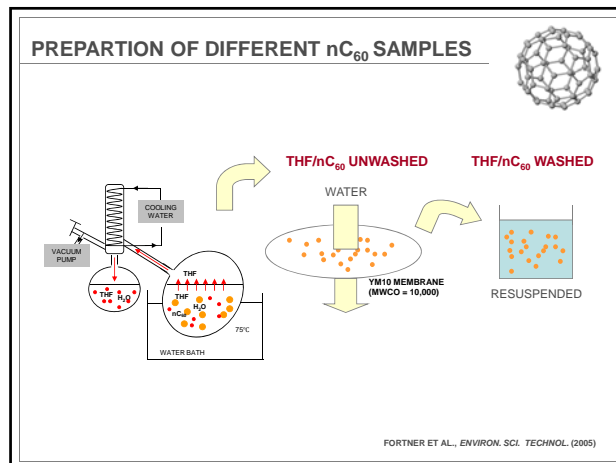 PREPARTION OF DIFFERENT nC60 SAMPLES
THF/nC60 UNWASHED
THF/nC60 WASHED
WATER
COOLING
WATER
VACUUM
PUMP
THF
THF
H2O
THF
H2O
nC60
75℃
WATER BATH
YM10 MEMBRANE
(MWCO = 10,000)
RESUSPENDED
FORTNER ET AL., ENVIRON. SCI. TECHNOL. (2005)